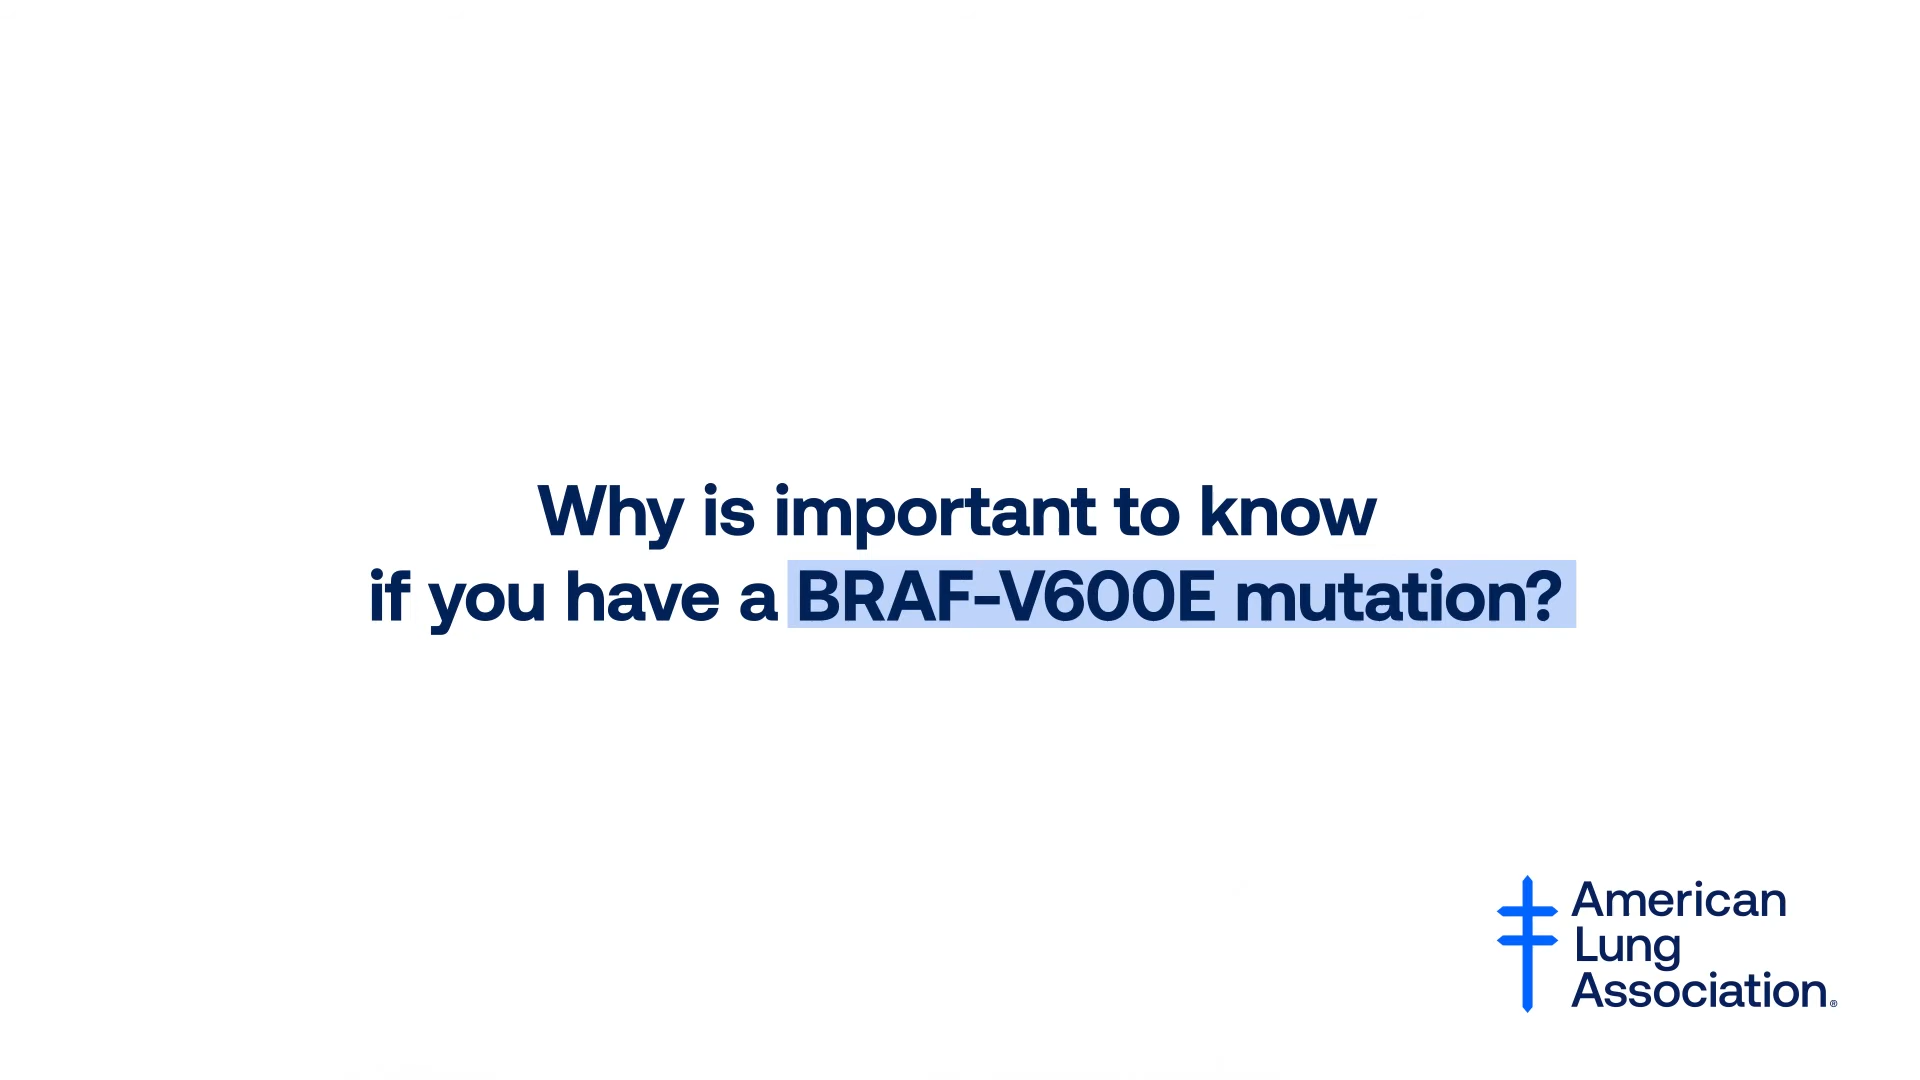 Why is important to know
if you have a BRAF-V600E mutation?
American
Lung
Association®